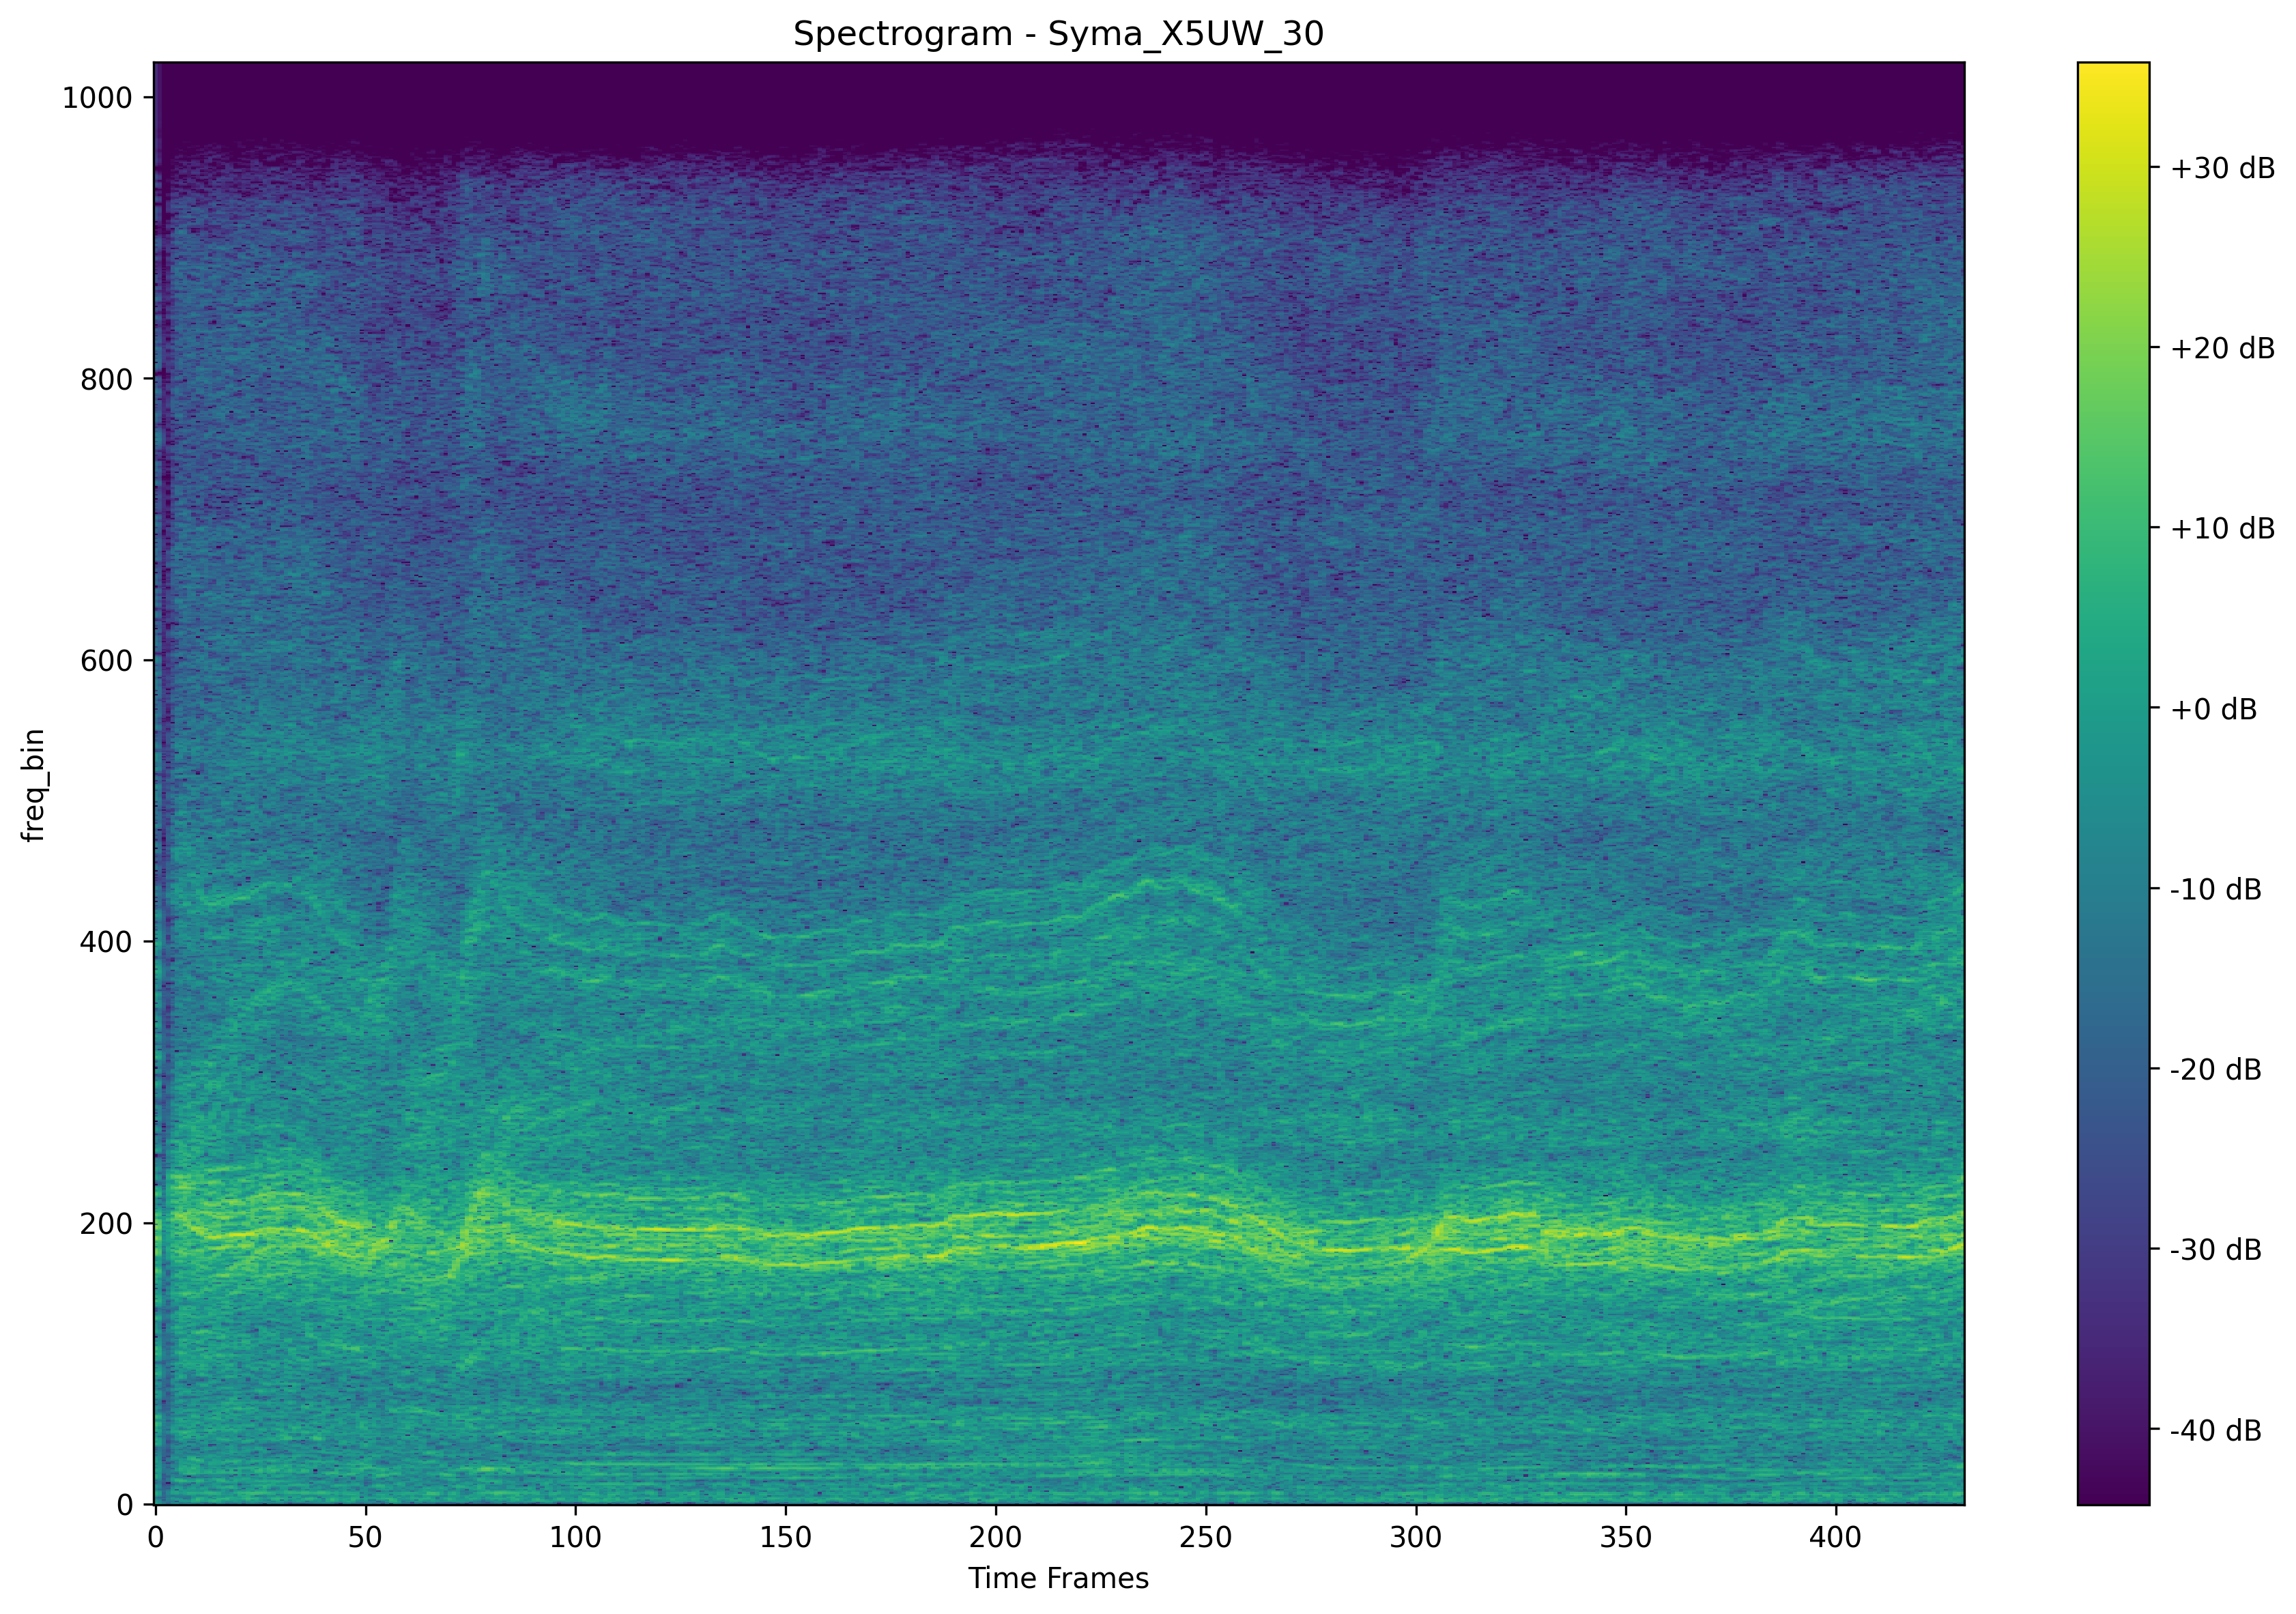 Spectrogram - Syma_X5UW_30
1000
800
600
400
200
0
freq_bin
0 50 100 150 200 250 300 350 400
Time Frames
+30 dB
+20 dB
+10 dB
+0 dB
-10 dB
-20 dB
-30 dB
-40 dB